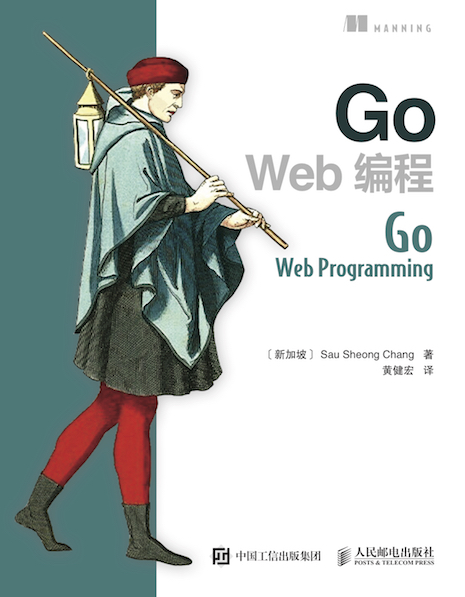 MANNING
Go
Web 编程
Go
Web Programming
［新加坡］ Sau Sheong Chang 著
黄健宏 译
中国工信出版集团
人民邮电出版社
POSTS & TELECOM PRESS